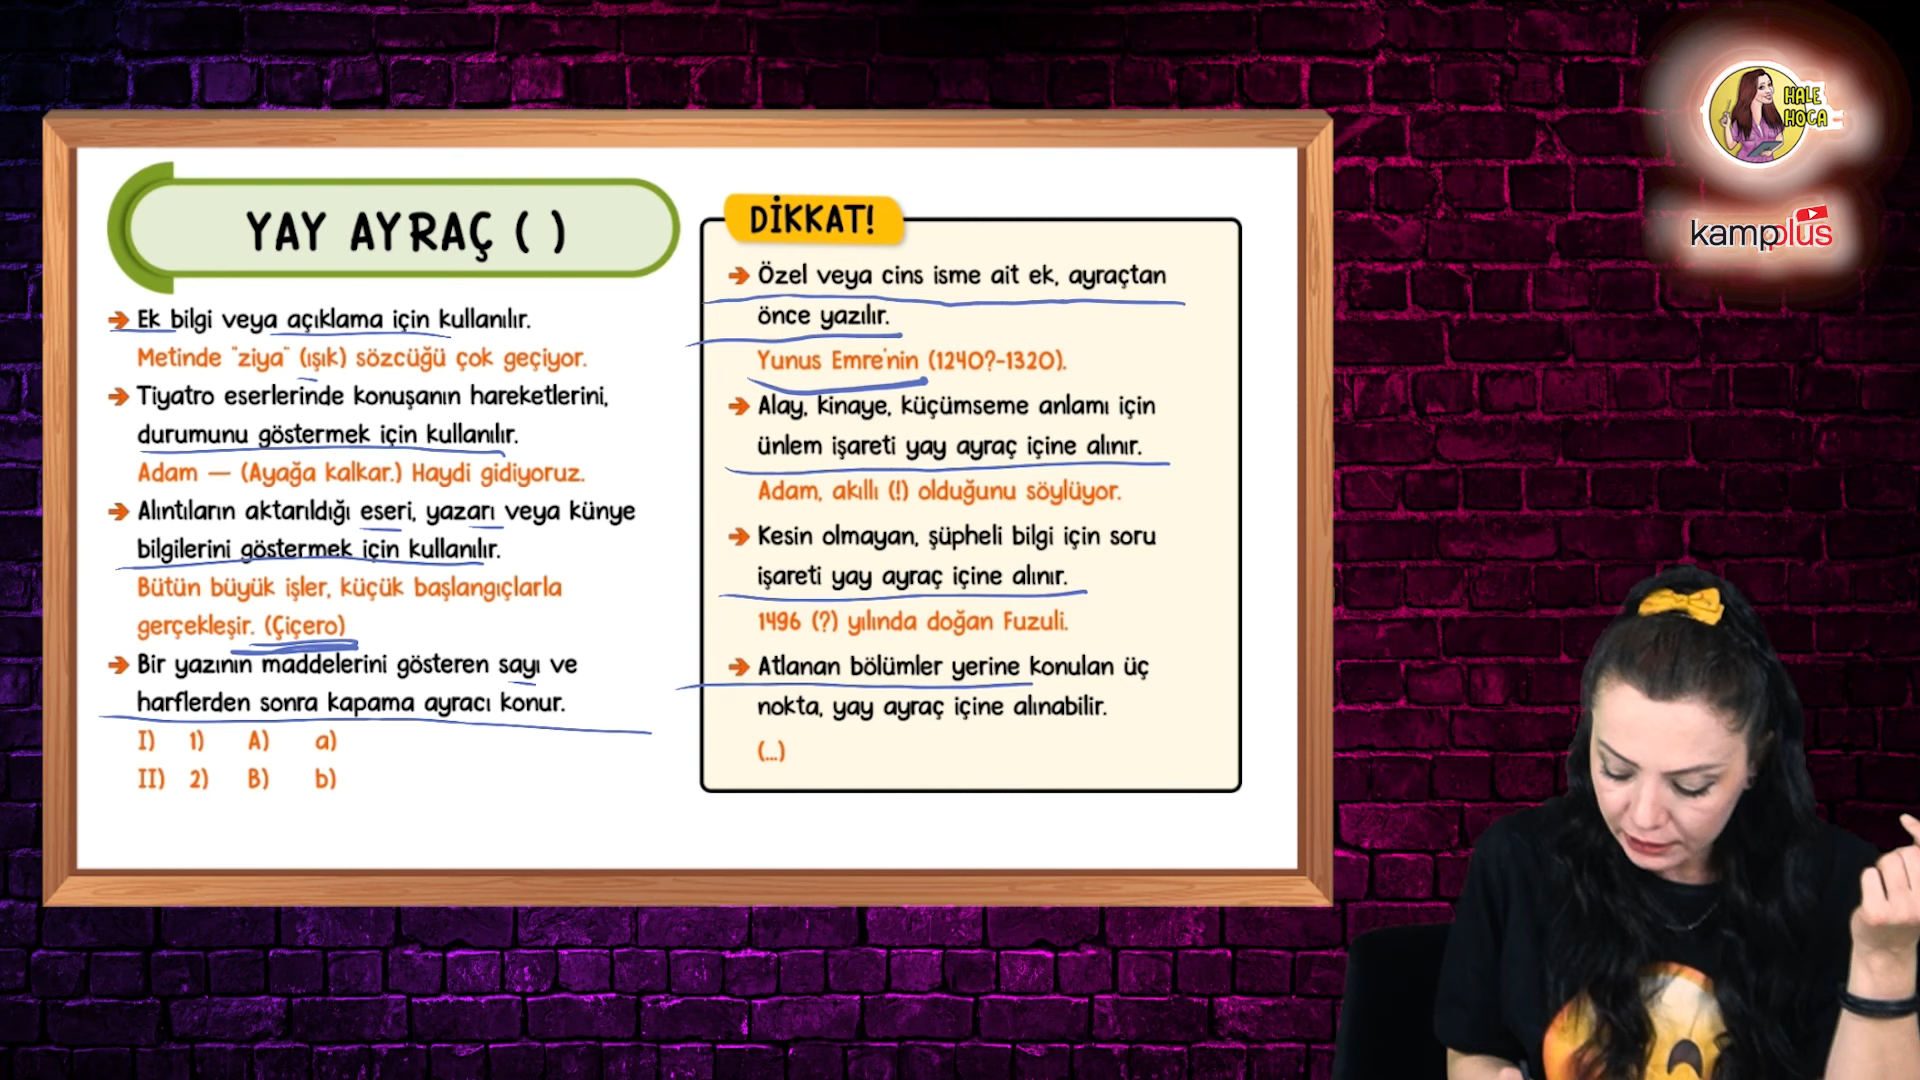 YAY AYRAÇ ( )
➔ Ek bilgi veya açıklama için kullanılır.
Metinde "ziya" (ışık) sözcüğü çok geçiyor.
➔ Tiyatro eserlerinde konuşanın hareketlerini,
durumunu göstermek için kullanılır.
Adam — (Ayağa kalkar.) Haydi gidiyoruz.
➔ Alıntıların aktarıldığı eseri, yazarı veya künye
bilgilerini göstermek için kullanılır.
Bütün büyük işler, küçük başlangıçlarla
gerçekleşir. (Çiçero)
➔ Bir yazının maddelerini gösteren sayı ve
harflerden sonra kapama ayracı konur.
I) 1) A) a)
II) 2) B) b)
DİKKAT!
➔ Özel veya cins isme ait ek, ayraçtan
önce yazılır.
Yunus Emre'nin (1240?-1320).
➔ Alay, kinaye, küçümseme anlamı için
ünlem işareti yay ayraç içine alınır.
Adam, akıllı (!) olduğunu söylüyor.
➔ Kesin olmayan, şüpheli bilgi için soru
işareti yay ayraç içine alınır.
1496 (?) yılında doğan Fuzuli.
➔ Atlanan bölümler yerine konulan üç
nokta, yay ayraç içine alınabilir.
(...)
HALE
HOCA
kampplus